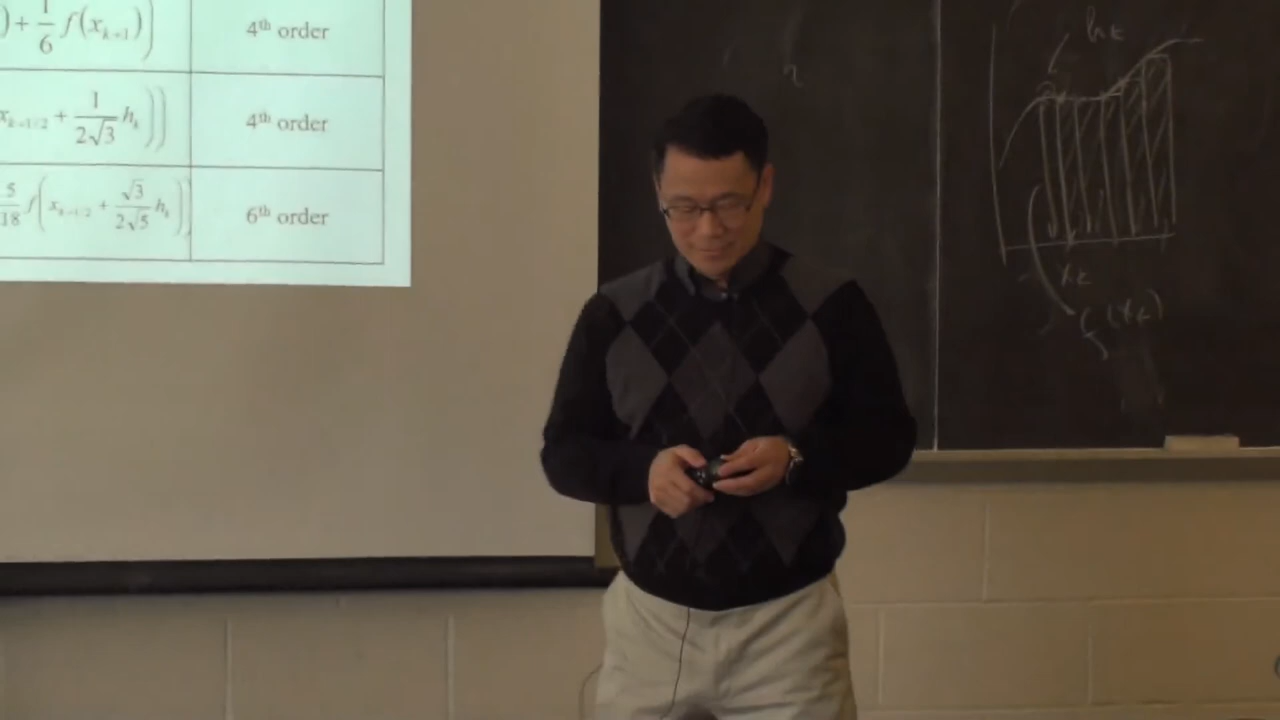 ) + 1/6 f(x_{k+1}) ) 4th order
x_{k+1/2} + 1/(2√3) h_k ) ) ) 4th order
5/18 f( x_{k+1/2} + √3/(2√5) h_k ) ) 6th order
h_k
x_k
f(x_k)